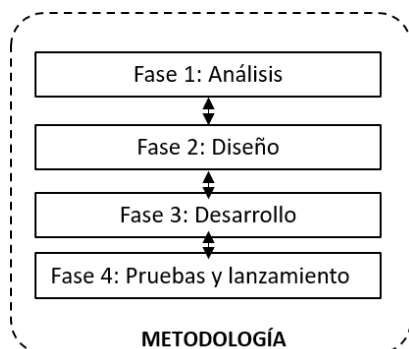 Fase 1: Análisis
Fase 2: Diseño
Fase 3: Desarrollo
Fase 4: Pruebas y lanzamiento
METODOLOGÍA